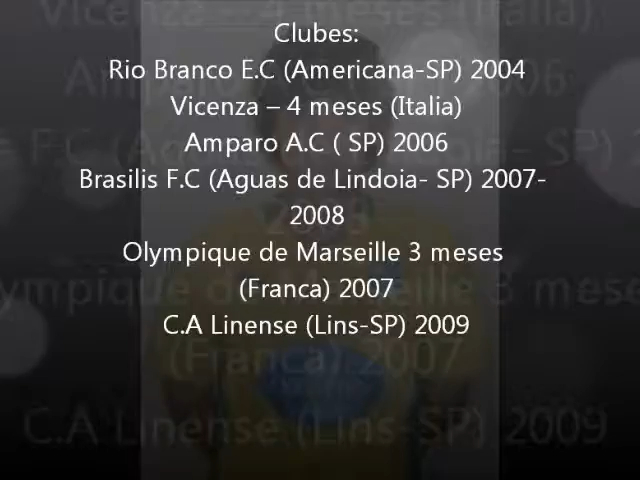 Clubes:
Rio Branco E.C (Americana-SP) 2004
Vicenza – 4 meses (Italia)
Amparo A.C ( SP) 2006
Brasilis F.C (Aguas de Lindoia- SP) 2007-
2008
Olympique de Marseille 3 meses
(Franca) 2007
C.A Linense (Lins-SP) 2009